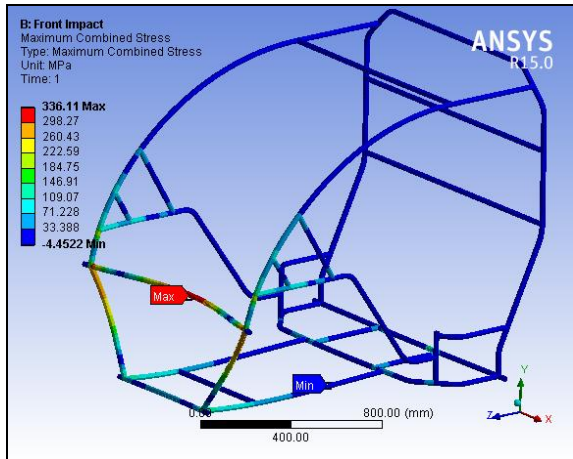 B: Front Impact
Maximum Combined Stress
Type: Maximum Combined Stress
Unit: MPa
Time: 1
ANSYS
R15.0
336.11 Max
298.27
260.43
222.59
184.75
146.91
109.07
71.228
33.388
-4.4522 Min
Max
Min
0.00
800.00 (mm)
400.00
Y
Z
X